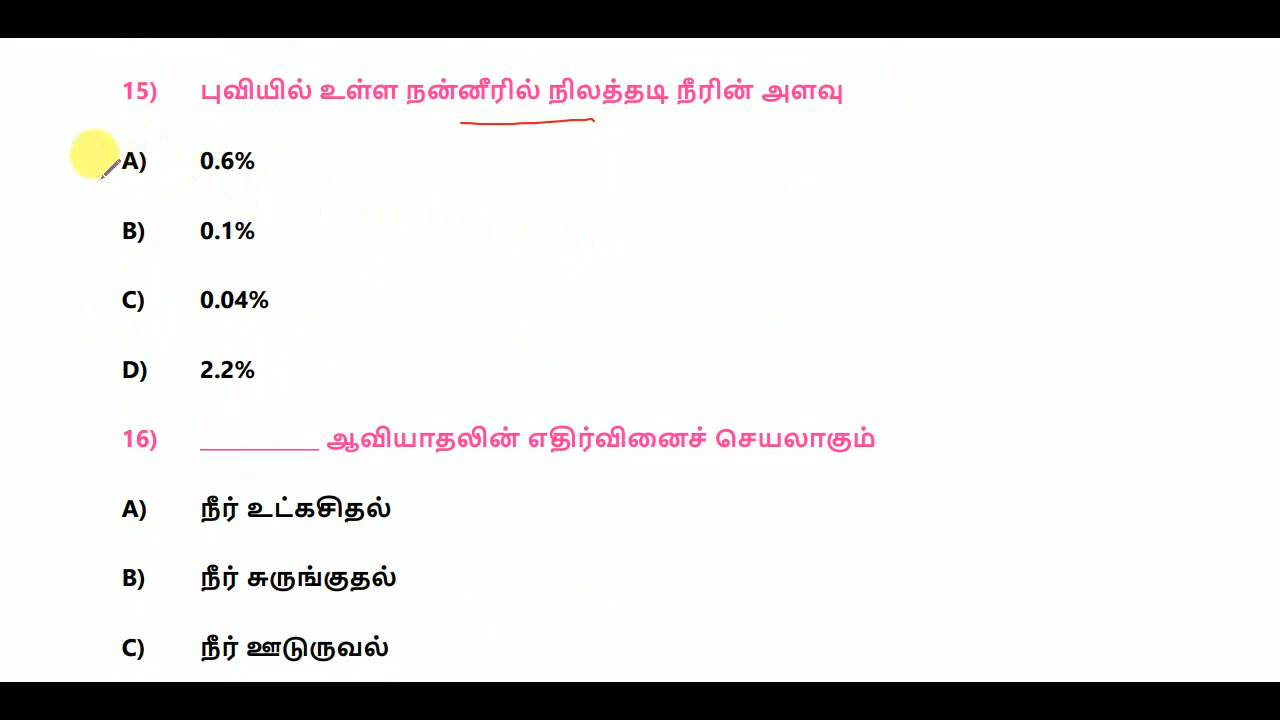 15) புவியில் உள்ள நன்னீரில் நிலத்தடி நீரின் அளவு
A) 0.6%
B) 0.1%
C) 0.04%
D) 2.2%
16) __________ ஆவியாதலின் எதிர்வினைச் செயலாகும்
A) நீர் உட்கசிதல்
B) நீர் சுருங்குதல்
C) நீர் ஊடுருவல்